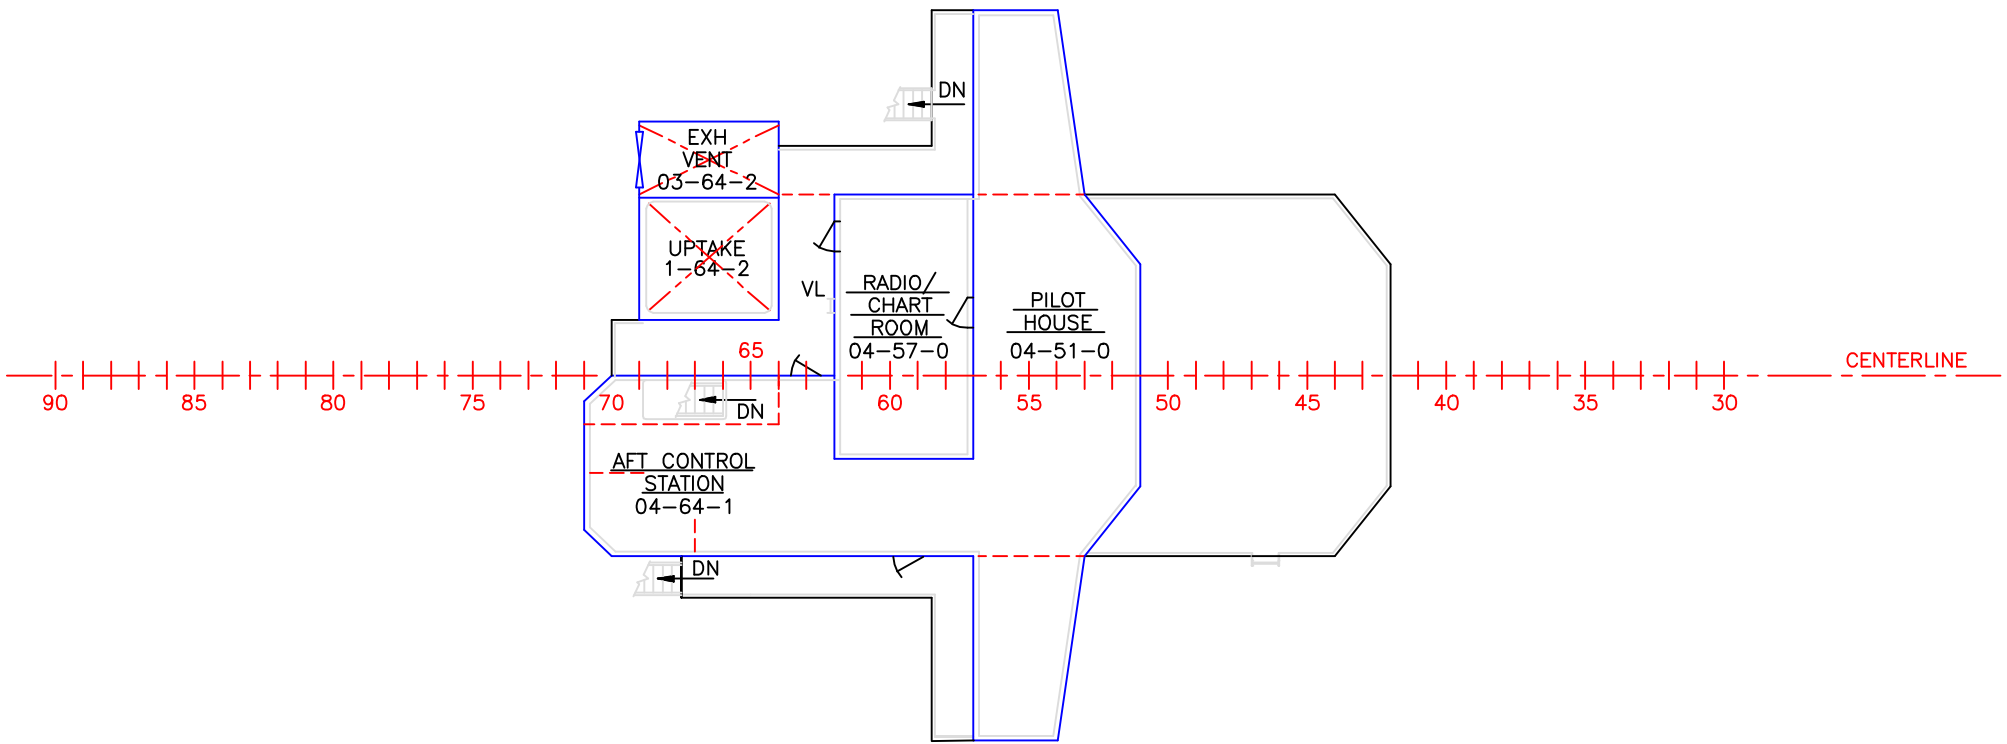 DN
EXH
VENT
03-64-2
UPTAKE
1-64-2
VL
RADIO/
CHART
ROOM
04-57-0
PILOT
HOUSE
04-51-0
65
CENTERLINE
90 85 80 75 70 60 55 50 45 40 35 30
DN
AFT CONTROL
STATION
04-64-1
DN